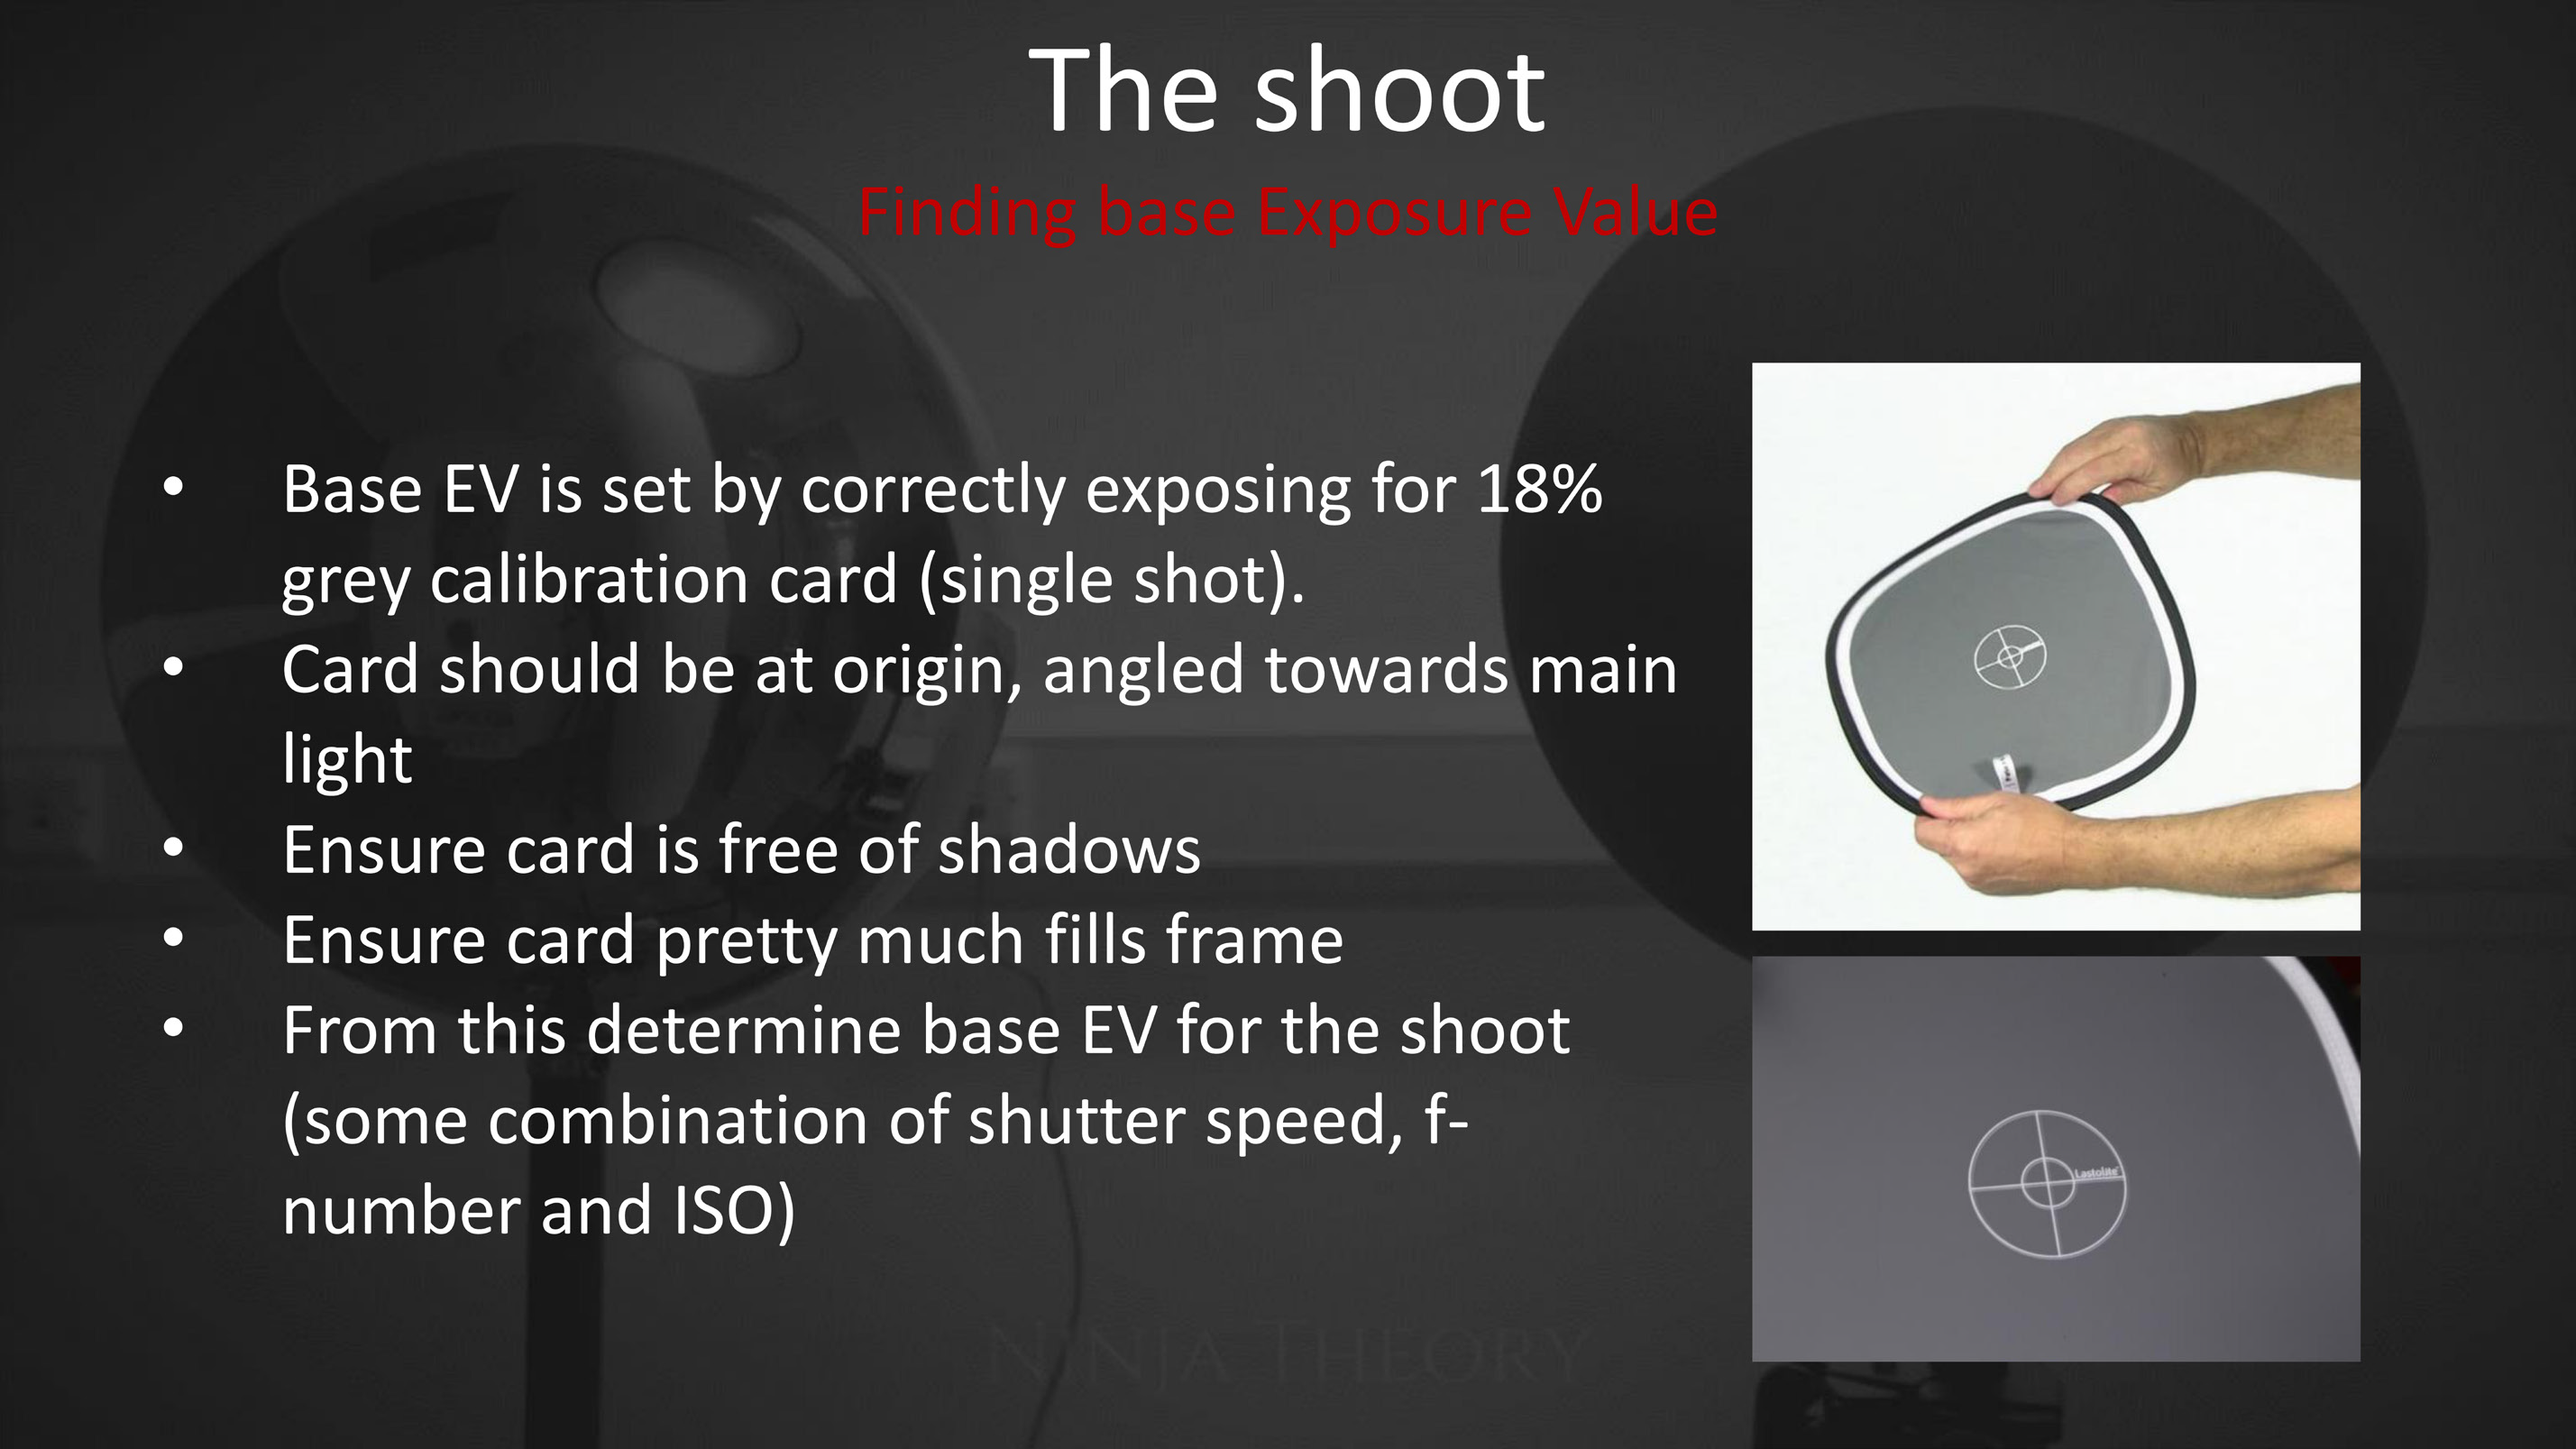 The shoot
Finding base Exposure Value
• Base EV is set by correctly exposing for 18%
grey calibration card (single shot).
• Card should be at origin, angled towards main
light
• Ensure card is free of shadows
• Ensure card pretty much fills frame
• From this determine base EV for the shoot
(some combination of shutter speed, f-
number and ISO)
Lastolite
NINJA THEORY